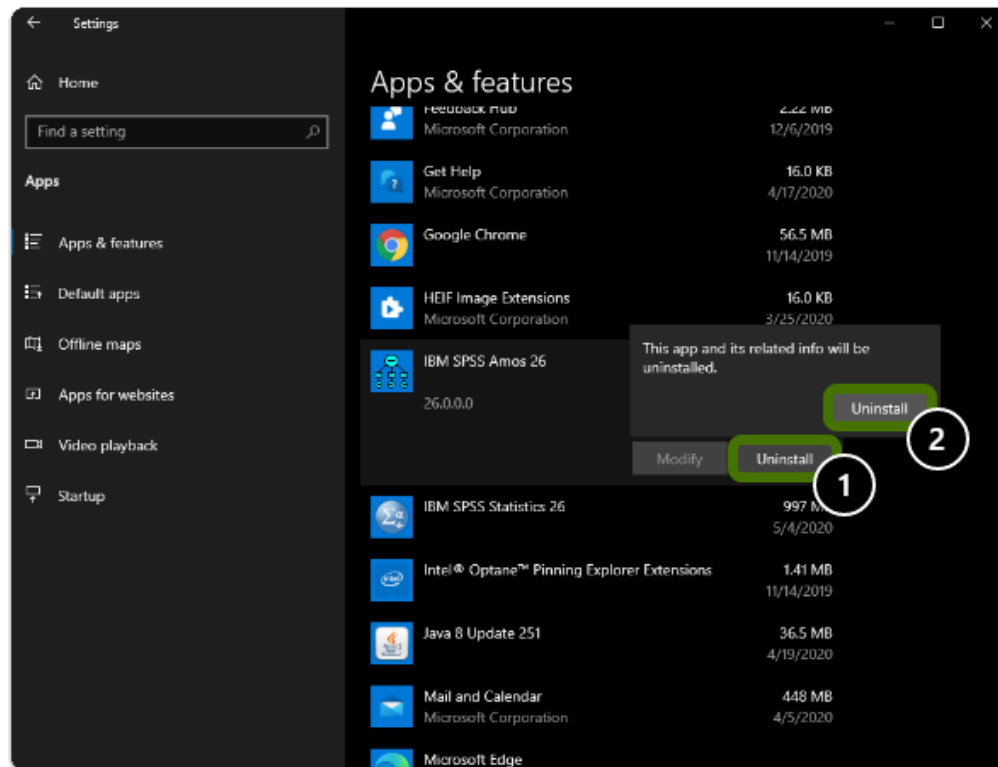 Settings
Home
Find a setting
Apps
Apps & features
Default apps
Offline maps
Apps for websites
Video playback
Startup
Apps & features
Feedback Hub 2.22 MB
Microsoft Corporation 12/6/2019
Get Help 16.0 KB
Microsoft Corporation 4/17/2020
Google Chrome 56.5 MB
11/14/2019
HEIF Image Extensions 16.0 KB
Microsoft Corporation 3/25/2020
IBM SPSS Amos 26
26.0.0.0
This app and its related info will be
uninstalled.
Uninstall
2
Modify Uninstall
1
IBM SPSS Statistics 26 997 M
5/4/2020
Intel® Optane™ Pinning Explorer Extensions 1.41 MB
11/14/2019
Java 8 Update 251 36.5 MB
4/19/2020
Mail and Calendar 448 MB
Microsoft Corporation 4/5/2020
Microsoft Edge